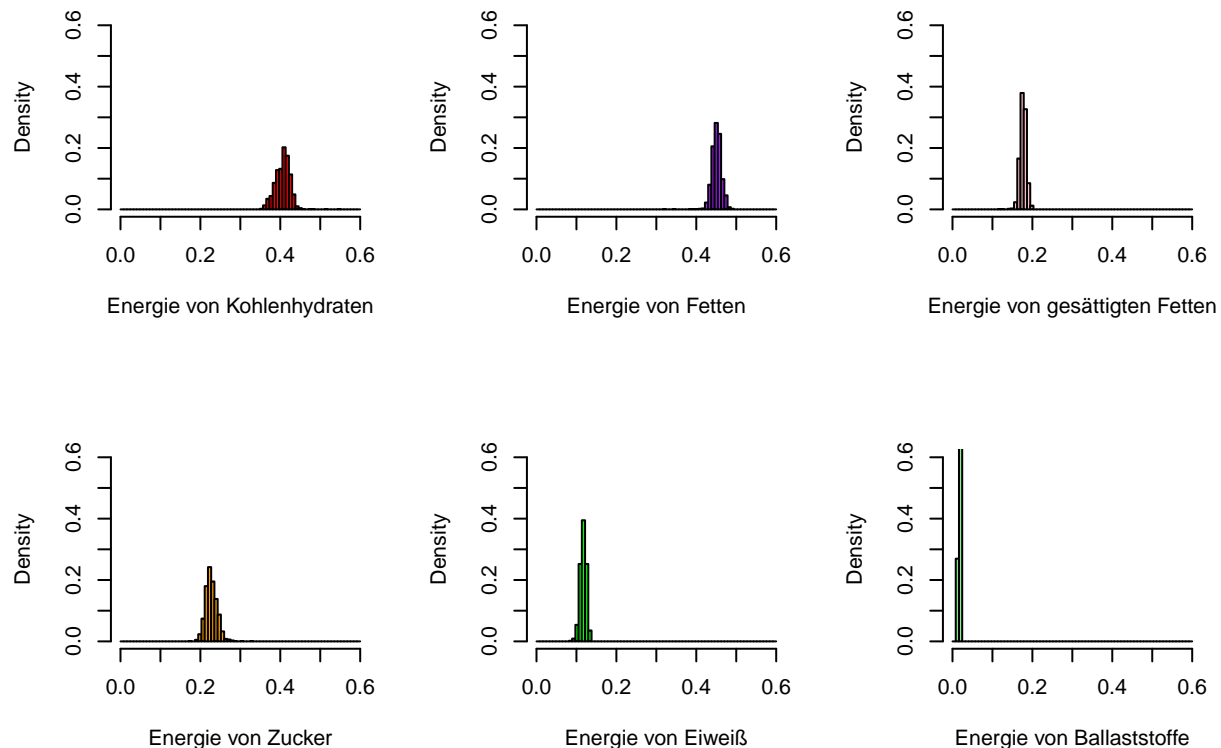 Density
0.0 0.2 0.4 0.6
0.0 0.2 0.4 0.6
Energie von Kohlenhydraten
Density
0.0 0.2 0.4 0.6
0.0 0.2 0.4 0.6
Energie von Fetten
Density
0.0 0.2 0.4 0.6
0.0 0.2 0.4 0.6
Energie von gesättigten Fetten
Density
0.0 0.2 0.4 0.6
0.0 0.2 0.4 0.6
Energie von Zucker
Density
0.0 0.2 0.4 0.6
0.0 0.2 0.4 0.6
Energie von Eiweiß
Density
0.0 0.2 0.4 0.6
0.0 0.2 0.4 0.6
Energie von Ballaststoffe